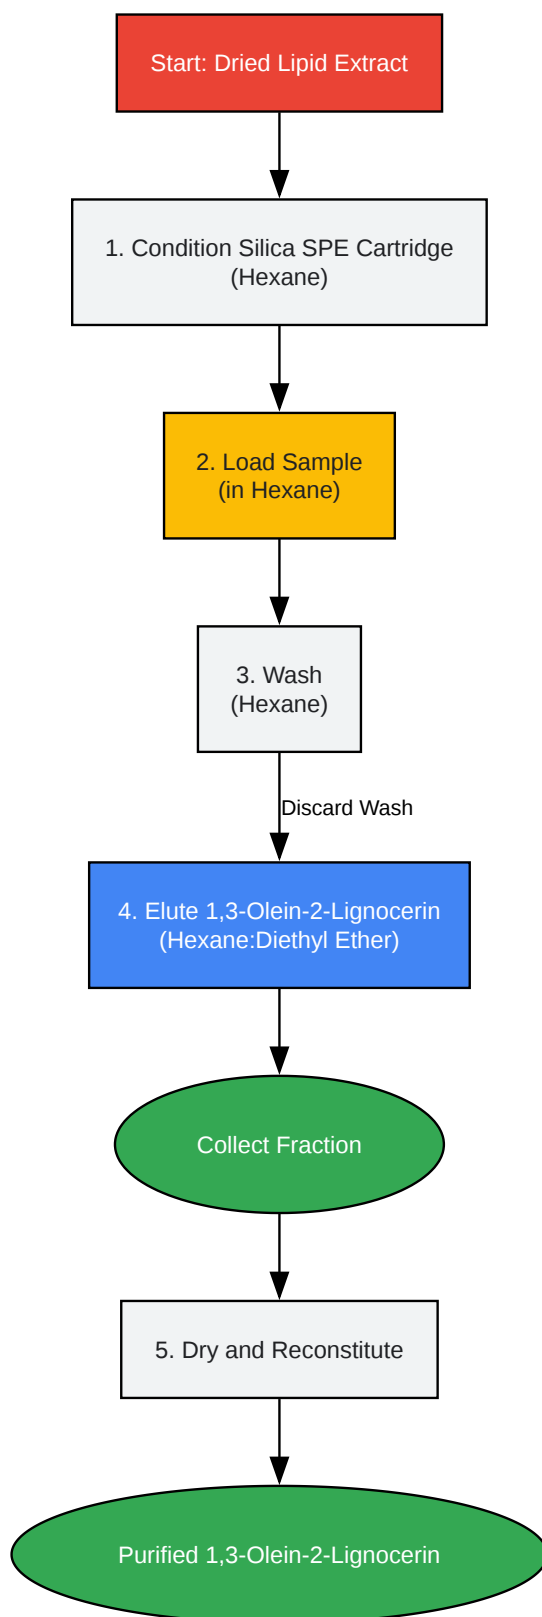 Start: Dried Lipid Extract
1. Condition Silica SPE Cartridge
(Hexane)
2. Load Sample
(in Hexane)
3. Wash
(Hexane)
Discard Wash
4. Elute 1,3-Olein-2-Lignocerin
(Hexane:Diethyl Ether)
Collect Fraction
5. Dry and Reconstitute
Purified 1,3-Olein-2-Lignocerin